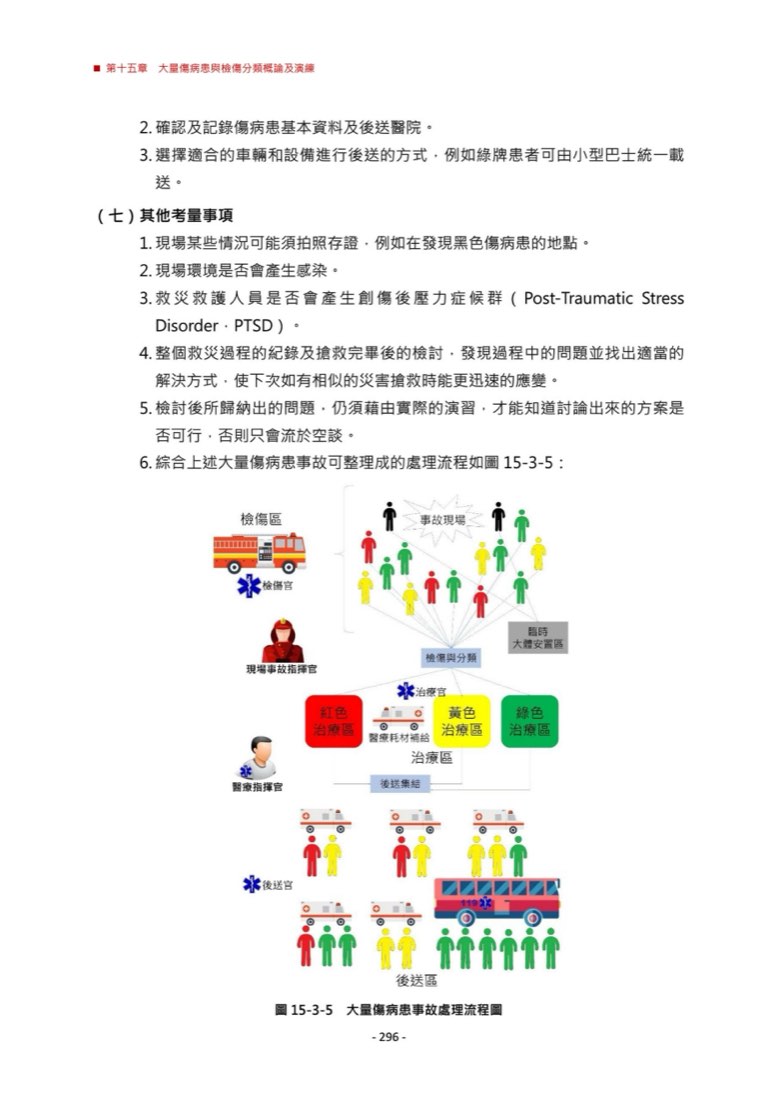 ■ 第十五章　大量傷病患與檢傷分類概論及演練
2. 確認及記錄傷病患基本資料及後送醫院。
3. 選擇適合的車輛和設備進行後送的方式，例如綠牌患者可由小型巴士統一載
送。
（七）其他考量事項
1. 現場某些情況可能須拍照存證，例如在發現黑色傷病患的地點。
2. 現場環境是否會產生感染。
3. 救災救護人員是否會產生創傷後壓力症候群（Post-Traumatic Stress
Disorder，PTSD）。
4. 整個救災過程的紀錄及搶救完畢後的檢討，發現過程中的問題並找出適當的
解決方式，使下次如有相似的災害搶救時能更迅速的應變。
5. 檢討後所歸納出的問題，仍須藉由實際的演習，才能知道討論出來的方案是
否可行，否則只會流於空談。
6. 綜合上述大量傷病患事故可整理成的處理流程如圖 15-3-5：
檢傷區
事故現場
檢傷官
臨時
大體安置區
現場事故指揮官
檢傷與分類
治療官
紅色
治療區
醫療耗材補給
黃色
治療區
綠色
治療區
治療區
醫療指揮官
後送集結
後送官
119
後送區
圖 15-3-5　大量傷病患事故處理流程圖
- 296 -